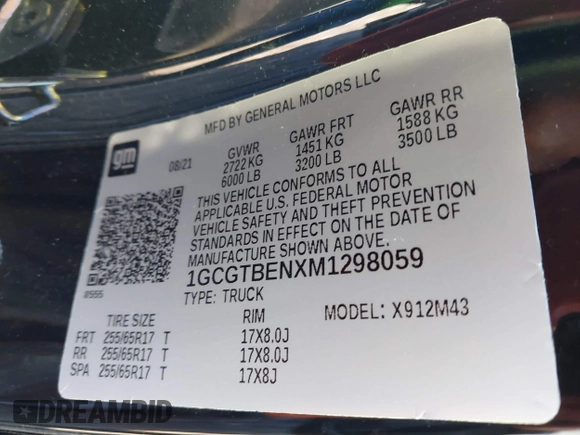 MFD BY GENERAL MOTORS LLC
gm
08/21
GVWR GAWR FRT GAWR RR
2722 KG 1451 KG 1588 KG
6000 LB 3200 LB 3500 LB
THIS VEHICLE CONFORMS TO ALL
APPLICABLE U.S. FEDERAL MOTOR
VEHICLE SAFETY AND THEFT PREVENTION
STANDARDS IN EFFECT ON THE DATE OF
MANUFACTURE SHOWN ABOVE.
1GCGTBENXM1298059
TYPE: TRUCK MODEL: X912M43
TIRE SIZE RIM
FRT 255/65R17 T 17X8.0J
RR 255/65R17 T 17X8.0J
SPA 255/65R17 T 17X8J
DREAMBID